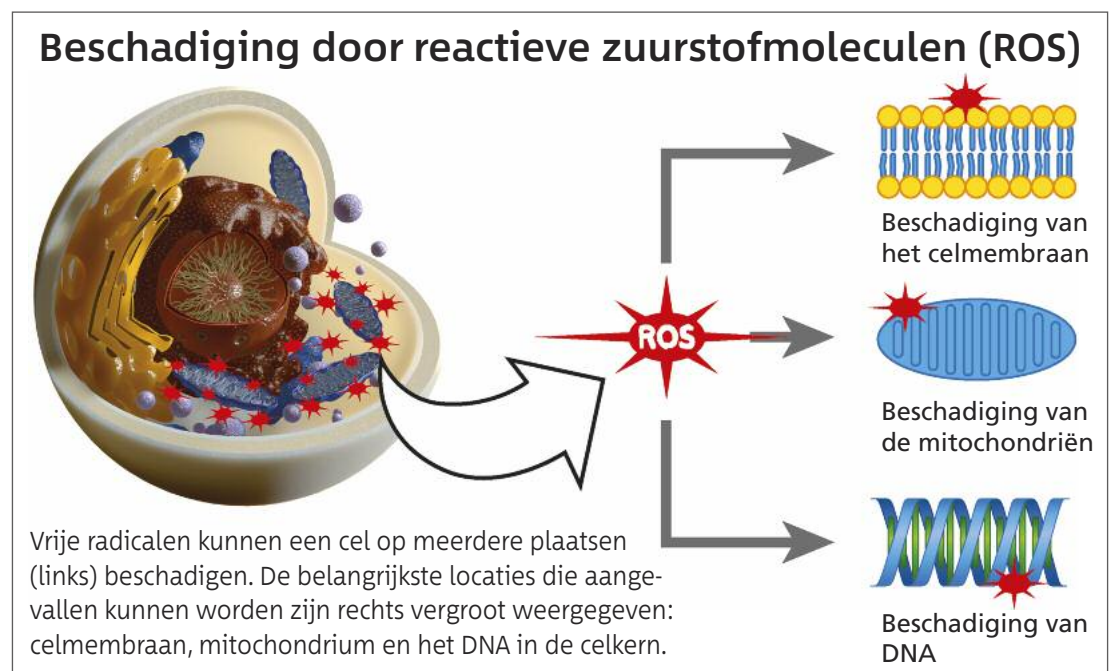 Beschadiging door reactieve zuurstofmoleculen (ROS)
Beschadiging van
het celmembraan
ROS
Beschadiging van
de mitochondriën
Vrije radicalen kunnen een cel op meerdere plaatsen
(links) beschadigen. De belangrijkste locaties die aange-
vallen kunnen worden zijn rechts vergroot weergegeven:
celmembraan, mitochondrium en het DNA in de celkern.
Beschadiging van
DNA